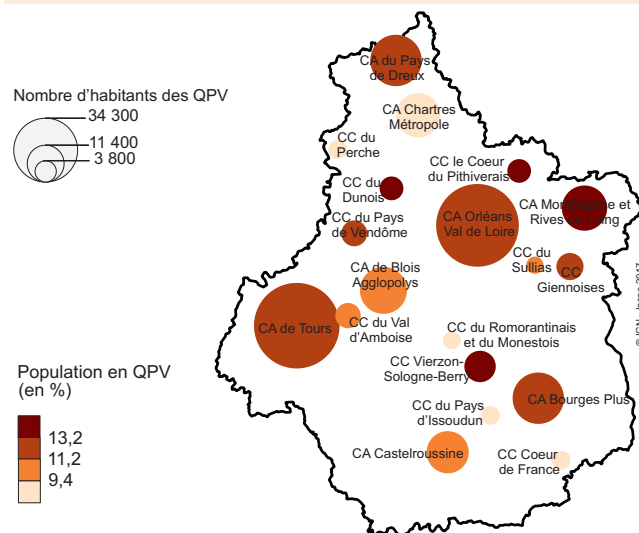 CA du Pays
de Dreux
Nombre d'habitants des QPV
34 300
11 400
3 800
CA Chartres
Métropole
CC du
Perche
CC le Coeur
du Pithiverais
CC du
Dunois
CA Montargoise et
Rives du Loing
CA Orléans
Val de Loire
CC du Pays
de Vendôme
CC du
Sullias
CC
Giennoises
CA de Blois
Agglopolys
CA de Tours
CC du Val
d'Amboise
CC du Romorantinais
et du Monestois
CC Vierzon-
Sologne-Berry
CA Bourges Plus
CC du Pays
d'Issoudun
CA Castelroussine
CC Coeur
de France
Population en QPV
(en %)
13,2
11,2
9,4